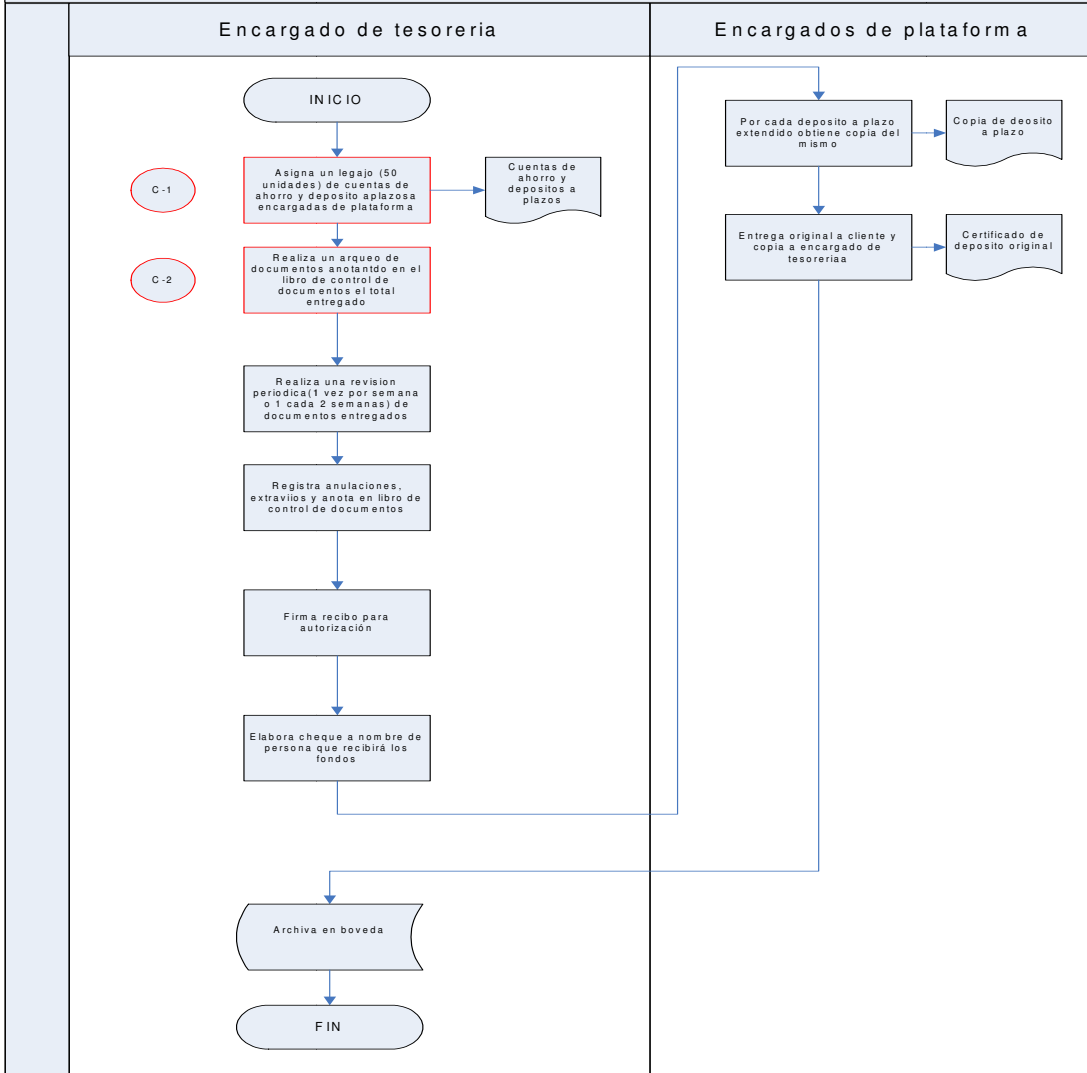 Encargado de tesoreria
Encargados de plataforma
INICIO
C-1
Asigna un legajo (50
unidades) de cuentas de
ahorro y deposito aplazosa
encargadas de plataforma
Cuentas de
ahorro y
depositos a
plazos
C-2
Realiza un arqueo de
documentos anotantdo en el
libro de control de
documentos el total
entregado
Realiza una revision
periodica(1 vez por semana
o 1 cada 2 semanas) de
documentos entregados
Registra anulaciones,
extraviios y anota en libro de
control de documentos
Firma recibo para
autorización
Elabora cheque a nombre de
persona que recibirá los
fondos
Por cada deposito a plazo
extendido obtiene copia del
mismo
Copia de deosito
a plazo
Entrega original a cliente y
copia a encargado de
tesoreriaa
Certificado de
deposito original
Archiva en boveda
FIN